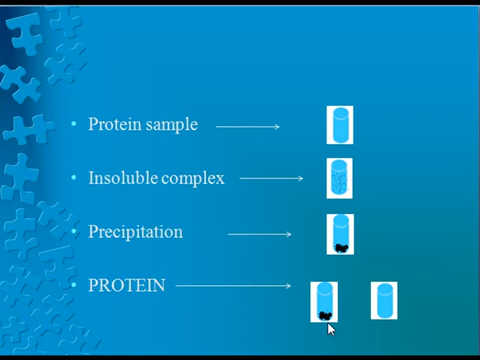 Protein sample
Insoluble complex
Precipitation
PROTEIN